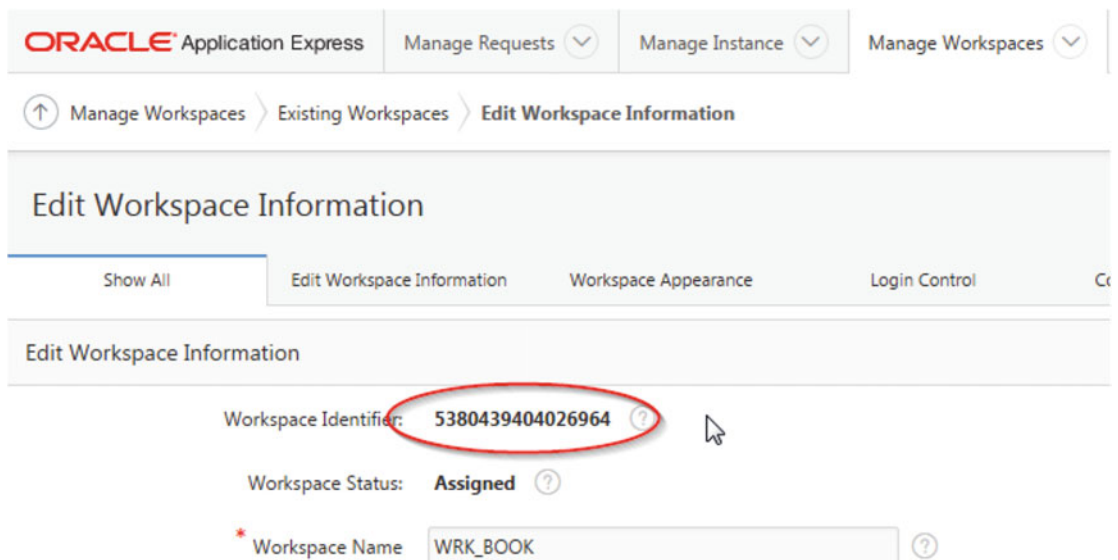 ORACLE Application Express Manage Requests Manage Instance Manage Workspaces
Manage Workspaces Existing Workspaces Edit Workspace Information
Edit Workspace Information
Show All Edit Workspace Information Workspace Appearance Login Control
Edit Workspace Information
Workspace Identifier: 5380439404026964 ?
Workspace Status: Assigned ?
* Workspace Name WRK_BOOK ?